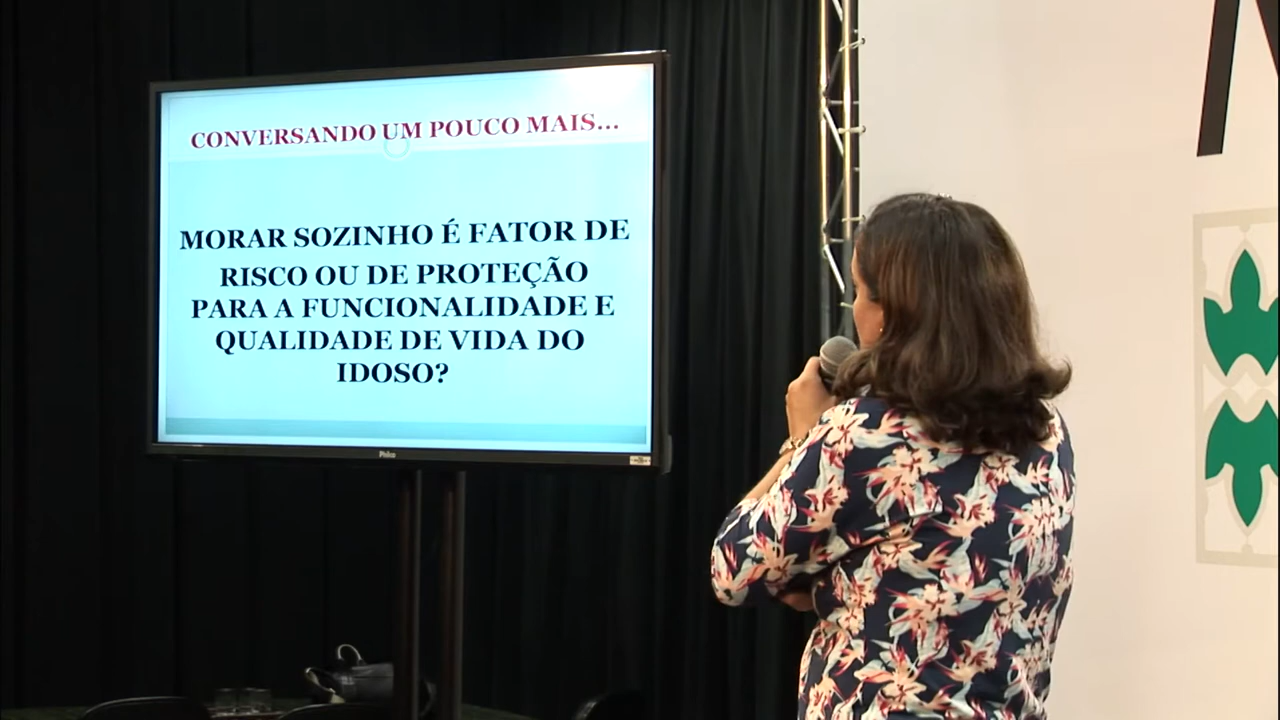 CONVERSANDO UM POUCO MAIS...
MORAR SOZINHO É FATOR DE
RISCO OU DE PROTEÇÃO
PARA A FUNCIONALIDADE E
QUALIDADE DE VIDA DO
IDOSO?
Philco